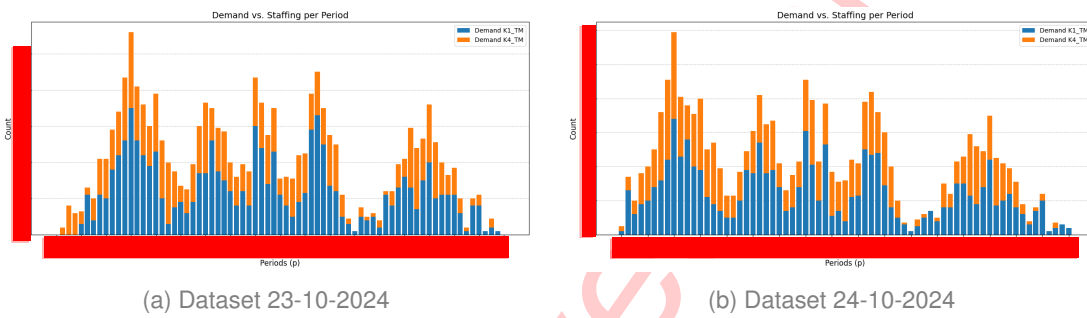 Demand vs. Staffing per Period
Demand K1_TM
Demand K4_TM
Count
Periods (p)
(a) Dataset 23-10-2024
Demand vs. Staffing per Period
Demand K1_TM
Demand K4_TM
Count
Periods (p)
(b) Dataset 24-10-2024